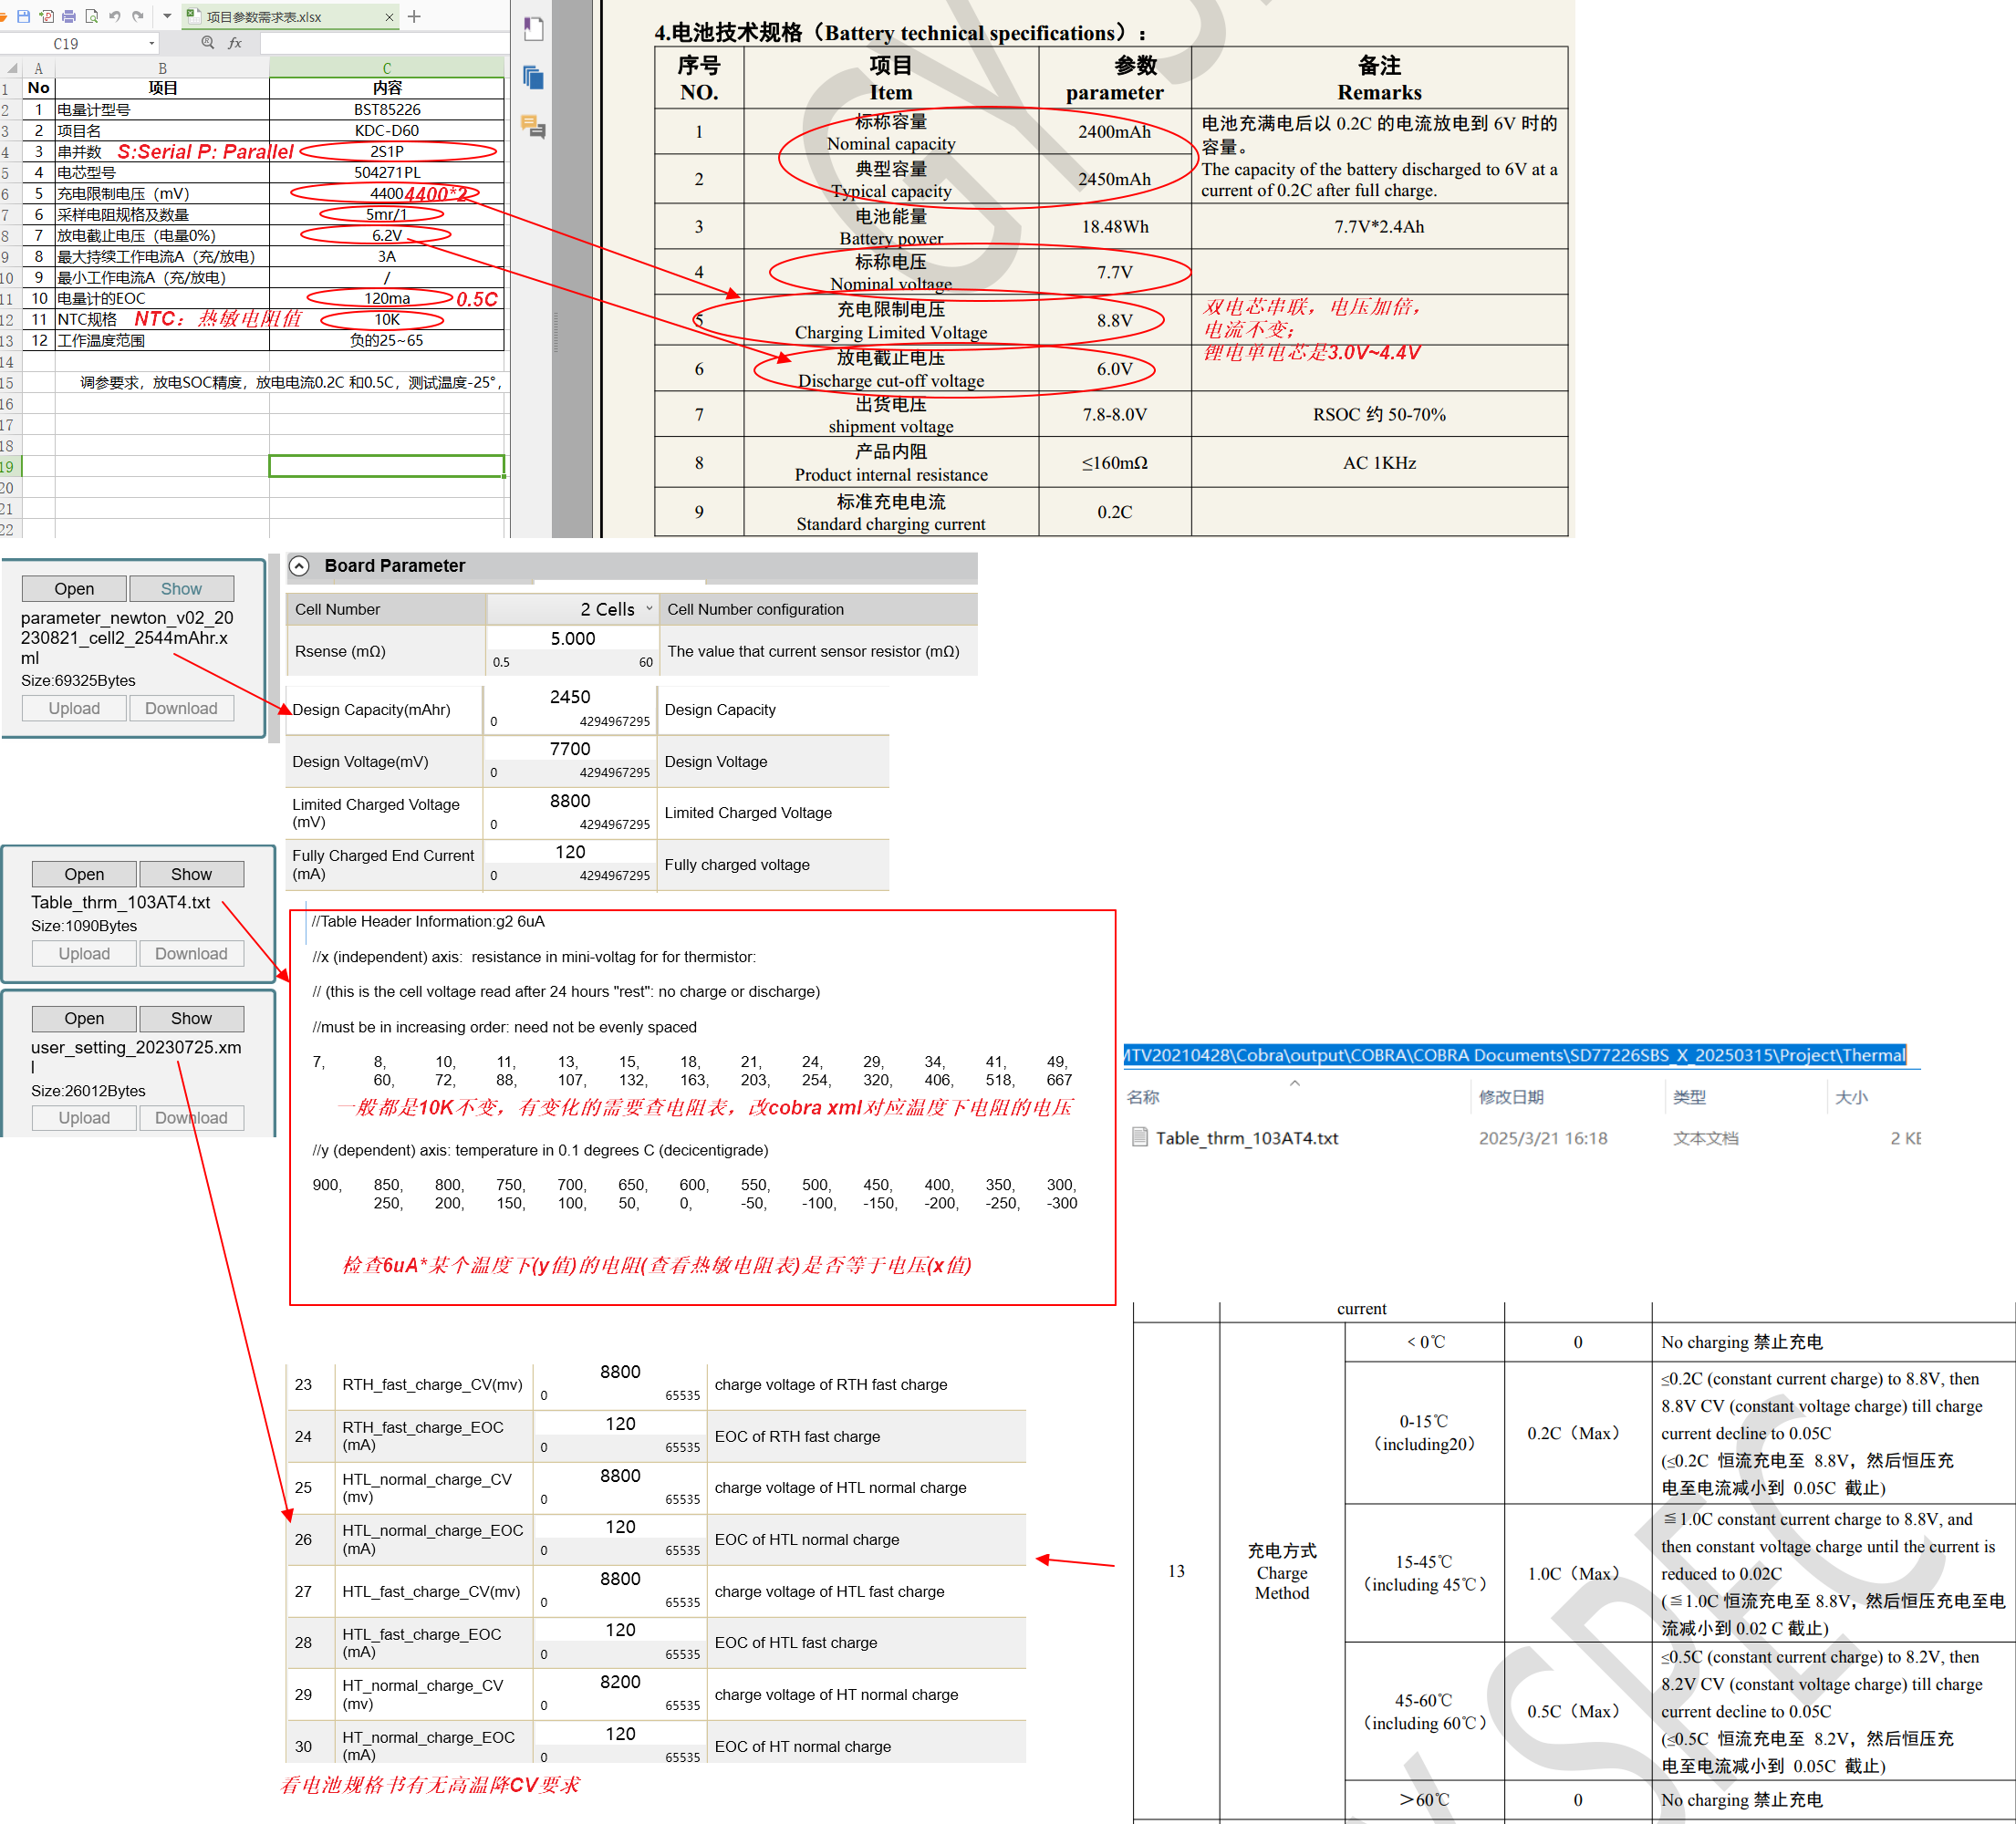 项目参数需求表.xlsx
C19
fx
A B C
1 No 项目 内容
2 1 电量计型号 BST85226
3 2 项目名 KDC-D60
4 3 串并数 S:Serial P: Parallel 2S1P
5 4 电芯型号 504271PL
6 5 充电限制电压（mV） 4400 4400*2
7 6 采样电阻规格及数量 5mr/1
8 7 放电截止电压（电量0%） 6.2V
9 8 最大持续工作电流A（充/放电） 3A
10 9 最小工作电流A（充/放电） /
11 10 电量计的EOC 120ma 0.5C
12 11 NTC规格 NTC：热敏电阻值 10K
13 12 工作温度范围 负的25~65
14
15 调参要求，放电SOC精度，放电电流0.2C 和0.5C，测试温度-25°，
16
17
18
19
20
21
22
4.电池技术规格（Battery technical specifications）：
序号 项目 参数 备注
NO. Item parameter Remarks
1 标称容量 2400mAh
Nominal capacity
2 典型容量 2450mAh
Typical capacity
电池充满电后以 0.2C 的电流放电到 6V 时的
容量。
The capacity of the battery discharged to 6V at a
current of 0.2C after full charge.
3 电池能量 18.48Wh 7.7V*2.4Ah
Battery power
4 标称电压 7.7V
Nominal voltage
5 充电限制电压 8.8V
Charging Limited Voltage
双电芯串联，电压加倍，
电流不变；
锂电单电芯是3.0V~4.4V
6 放电截止电压 6.0V
Discharge cut-off voltage
7 出货电压 7.8-8.0V RSOC 约 50-70%
shipment voltage
8 产品内阻 ≤160mΩ AC 1KHz
Product internal resistance
9 标准充电电流 0.2C
Standard charging current
Open Show
parameter_newton_v02_20
230821_cell2_2544mAhr.x
ml
Size:69325Bytes
Upload Download
Board Parameter
Cell Number 2 Cells Cell Number configuration
Rsense (mΩ) 5.000 The value that current sensor resistor (mΩ)
0.5 60
Design Capacity(mAhr) 2450 Design Capacity
0 4294967295
Design Voltage(mV) 7700 Design Voltage
0 4294967295
Limited Charged Voltage
(mV) 8800 Limited Charged Voltage
0 4294967295
Fully Charged End Current
(mA) 120 Fully charged voltage
0 4294967295
Open Show
Table_thrm_103AT4.txt
Size:1090Bytes
Upload Download
Open Show
user_setting_20230725.xm
l
Size:26012Bytes
Upload Download
//Table Header Information:g2 6uA
//x (independent) axis: resistance in mini-voltag for for thermistor:
// (this is the cell voltage read after 24 hours "rest": no charge or discharge)
//must be in increasing order: need not be evenly spaced
7, 8, 10, 11, 13, 15, 18, 21, 24, 29, 34, 41, 49,
60, 72, 88, 107, 132, 163, 203, 254, 320, 406, 518, 667
一般都是10K不变，有变化的需要查电阻表，改cobra xml对应温度下电阻的电压
//y (dependent) axis: temperature in 0.1 degrees C (decicentigrade)
900, 850, 800, 750, 700, 650, 600, 550, 500, 450, 400, 350, 300,
250, 200, 150, 100, 50, 0, -50, -100, -150, -200, -250, -300
检查6uA*某个温度下(y值)的电阻(查看热敏电阻表)是否等于电压(x值)
MTV20210428\Cobra\output\COBRA\COBRA Documents\SD77226SBS_X_20250315\Project\Thermal
名称 修改日期 类型 大小
Table_thrm_103AT4.txt 2025/3/21 16:18 文本文档 2 KB
23 RTH_fast_charge_CV(mv) 8800 charge voltage of RTH fast charge
0 65535
24 RTH_fast_charge_EOC
(mA) 120 EOC of RTH fast charge
0 65535
25 HTL_normal_charge_CV
(mv) 8800 charge voltage of HTL normal charge
0 65535
26 HTL_normal_charge_EOC
(mA) 120 EOC of HTL normal charge
0 65535
27 HTL_fast_charge_CV(mv) 8800 charge voltage of HTL fast charge
0 65535
28 HTL_fast_charge_EOC
(mA) 120 EOC of HTL fast charge
0 65535
29 HT_normal_charge_CV
(mv) 8200 charge voltage of HT normal charge
0 65535
30 HT_normal_charge_EOC
(mA) 120 EOC of HT normal charge
0 65535
看电池规格书有无高温降CV要求
current
13 充电方式
Charge
Method
< 0℃ 0 No charging 禁止充电
0-15℃
（including20） 0.2C（Max）
≤0.2C (constant current charge) to 8.8V, then
8.8V CV (constant voltage charge) till charge
current decline to 0.05C
(≤0.2C 恒流充电至 8.8V，然后恒压充
电至电流减小到 0.05C 截止)
15-45℃
（including 45℃） 1.0C（Max）
≦1.0C constant current charge to 8.8V, and
then constant voltage charge until the current is
reduced to 0.02C
(≦1.0C 恒流充电至 8.8V，然后恒压充电至电
流减小到 0.02 C 截止)
45-60℃
（including 60℃） 0.5C（Max）
≤0.5C (constant current charge) to 8.2V, then
8.2V CV (constant voltage charge) till charge
current decline to 0.05C
(≤0.5C 恒流充电至 8.2V，然后恒压充
电至电流减小到 0.05C 截止)
＞60℃ 0 No charging 禁止充电